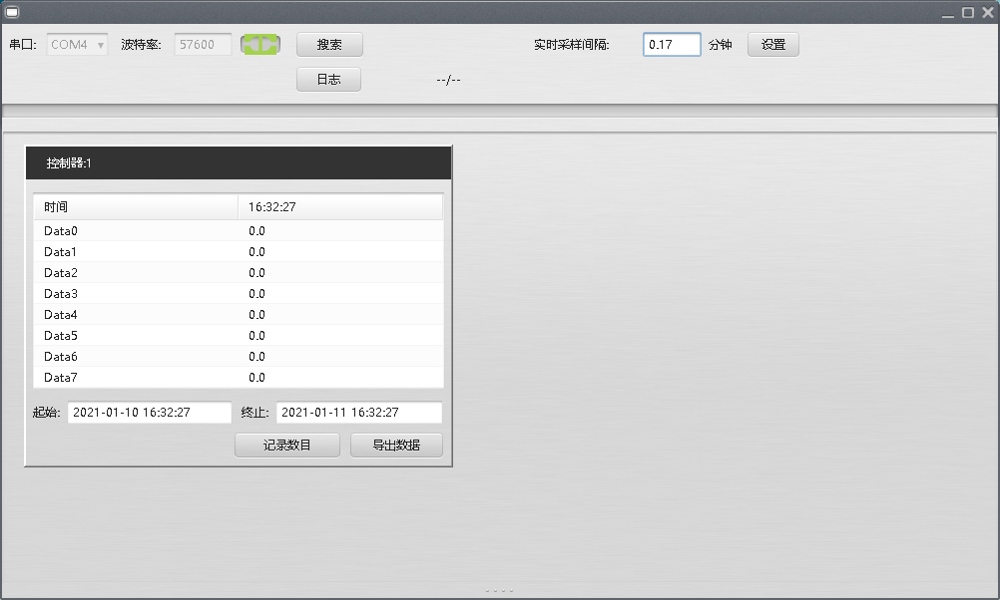 串口: COM4 波特率: 57600 搜索 实时采样间隔: 0.17 分钟 设置
日志 --/--
控制器:1
时间 16:32:27
Data0 0.0
Data1 0.0
Data2 0.0
Data3 0.0
Data4 0.0
Data5 0.0
Data6 0.0
Data7 0.0
起始: 2021-01-10 16:32:27 终止: 2021-01-11 16:32:27
记录数目 导出数据